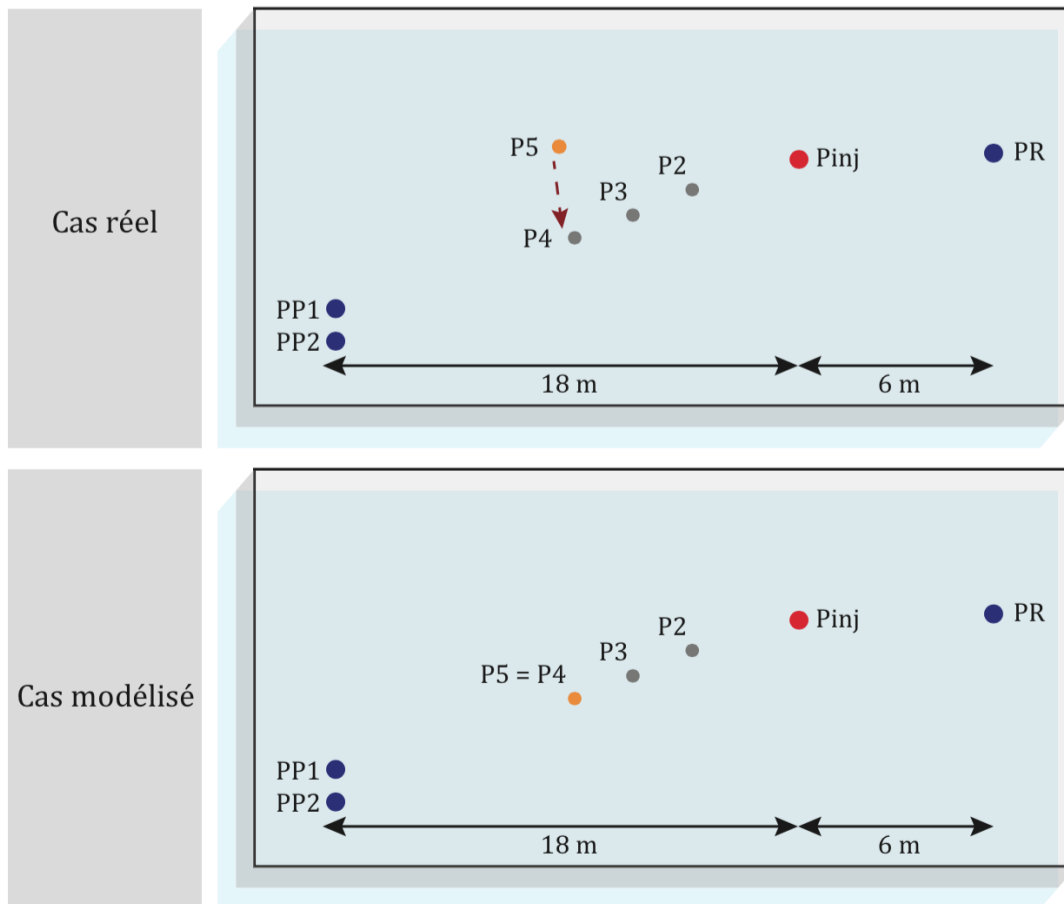 Cas réel
P5
P2
Pinj
PR
P3
P4
PP1
PP2
18 m
6 m
Cas modélisé
Pinj
PR
P2
P3
P5 = P4
PP1
PP2
18 m
6 m